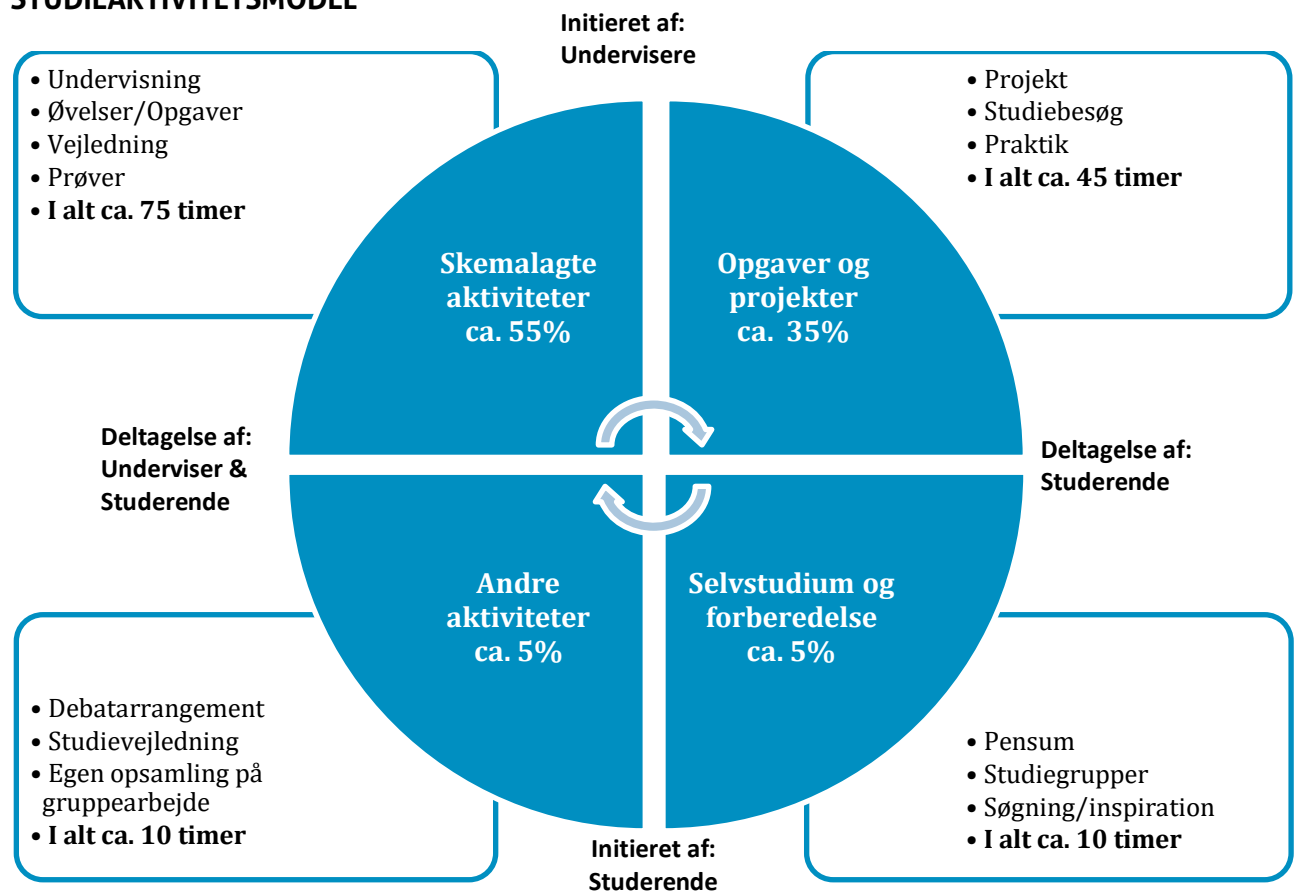 STUDIEAKTIVITETSMODEL
Initieret af:
Undervisere
• Undervisning
• Øvelser/Opgaver
• Vejledning
• Prøver
• I alt ca. 75 timer
• Projekt
• Studiebesøg
• Praktik
• I alt ca. 45 timer
Skemalagte
aktiviteter
ca. 55%
Opgaver og
projekter
ca. 35%
Deltagelse af:
Underviser &
Studerende
Deltagelse af:
Studerende
Andre
aktiviteter
ca. 5%
Selvstudium og
forberedelse
ca. 5%
• Debatarrangement
• Studievejledning
• Egen opsamling på
gruppearbejde
• I alt ca. 10 timer
• Pensum
• Studiegrupper
• Søgning/inspiration
• I alt ca. 10 timer
Initieret af:
Studerende